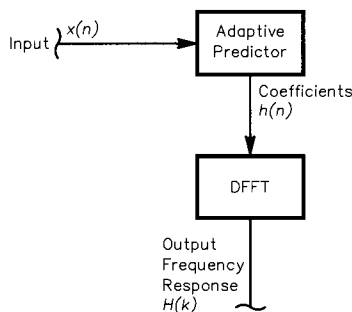 Input
x(n)
Adaptive
Predictor
Coefficients
h(n)
DFFT
Output
Frequency
Response
H(k)